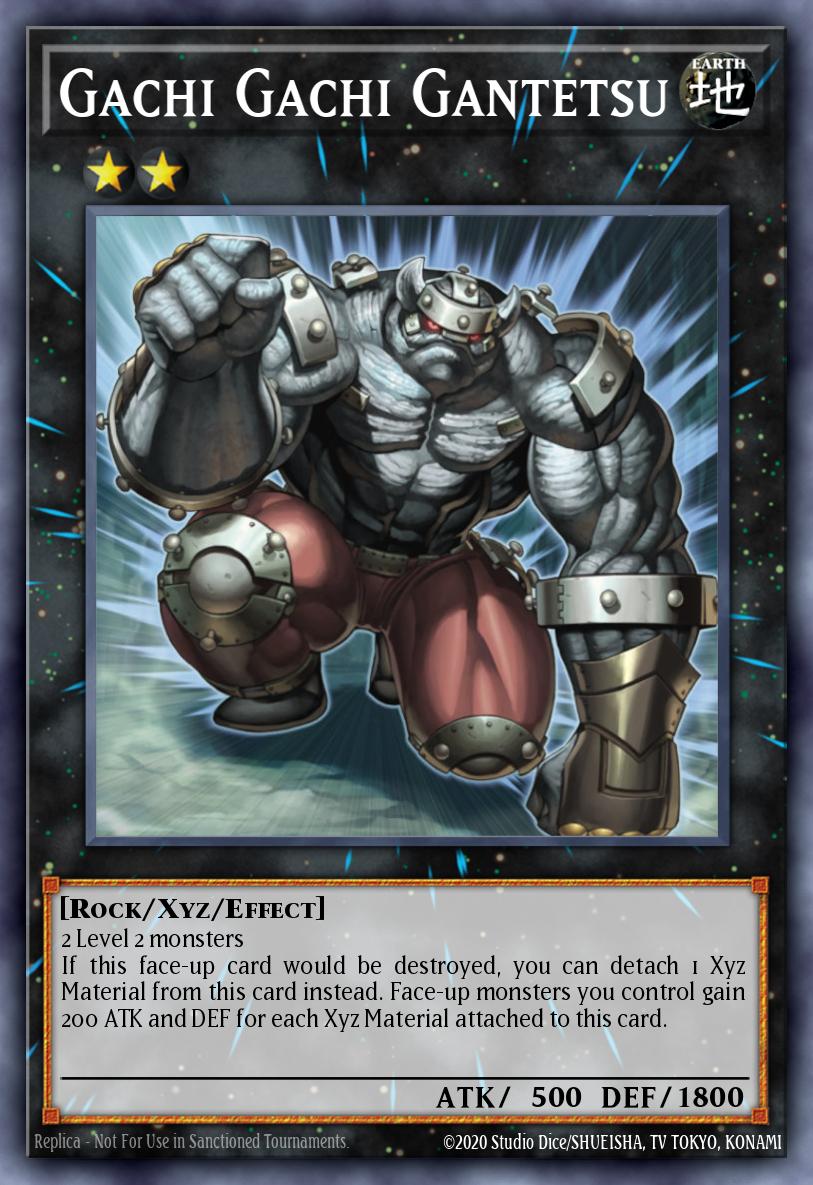 Gachi Gachi Gantetsu
EARTH
地
[Rock/Xyz/Effect]
2 Level 2 monsters
If this face-up card would be destroyed, you can detach 1 Xyz
Material from this card instead. Face-up monsters you control gain
200 ATK and DEF for each Xyz Material attached to this card.
ATK/ 500 DEF/1800
Replica - Not For Use in Sanctioned Tournaments.
©2020 Studio Dice/SHUEISHA, TV TOKYO, KONAMI